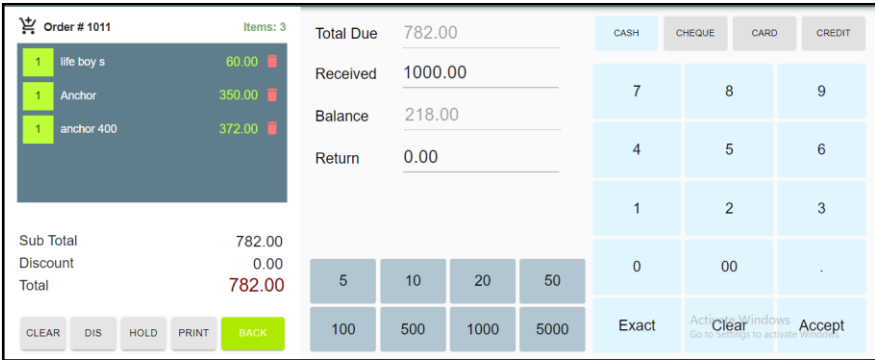 Order # 1011 Items: 3
1 life boy s 60.00
1 Anchor 350.00
1 anchor 400 372.00
Sub Total 782.00
Discount 0.00
Total 782.00
CLEAR DIS HOLD PRINT BACK
Total Due 782.00
Received 1000.00
Balance 218.00
Return 0.00
5 10 20 50
100 500 1000 5000
CASH CHEQUE CARD CREDIT
7 8 9
4 5 6
1 2 3
0 00 .
Exact Clear Accept
Activate Windows
Go to Settings to activate Windows.